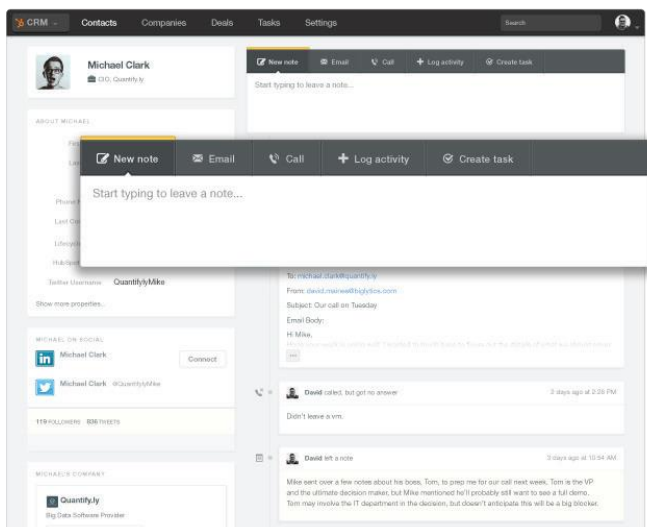 CRM
Contacts
Companies
Deals
Tasks
Settings
Search
Michael Clark
CIO, Quantify.ly
New note
Email
Call
Log activity
Create task
Start typing to leave a note...
ABOUT MICHAEL
New note
Email
Call
Log activity
Create task
Start typing to leave a note...
Twitter Username QuantifylyMike
Show more properties...
To: michael.clark@quantify.ly
From: david.mainee@biglytics.com
Subject: Our call on Tuesday
Email Body:
Hi Mike,
MICHAEL ON SOCIAL
Michael Clark
Connect
Michael Clark @QuantifylyMike
119 FOLLOWERS 836 TWEETS
David called, but got no answer
3 days ago at 2:28 PM
Didn't leave a vm.
David left a note
3 days ago at 10:54 AM
Mike sent over a few notes about his boss, Tom, to prep me for our call next week. Tom is the VP
and the ultimate decision maker, but Mike mentioned he'll probably still want to see a full demo.
Tom may involve the IT department in the decision, but doesn't anticipate this will be a big blocker.
MICHAEL'S COMPANY
Quantify.ly
Big Data Software Provider